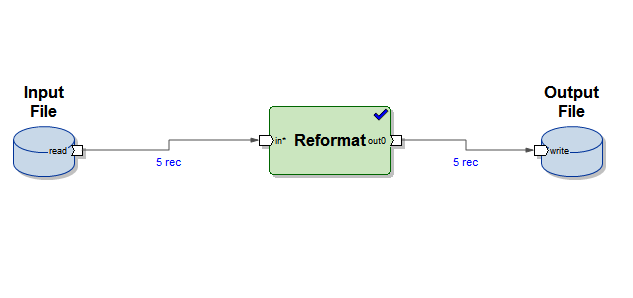 Input
File
read
5 rec
in*
Reformat
out0
5 rec
Output
File
write